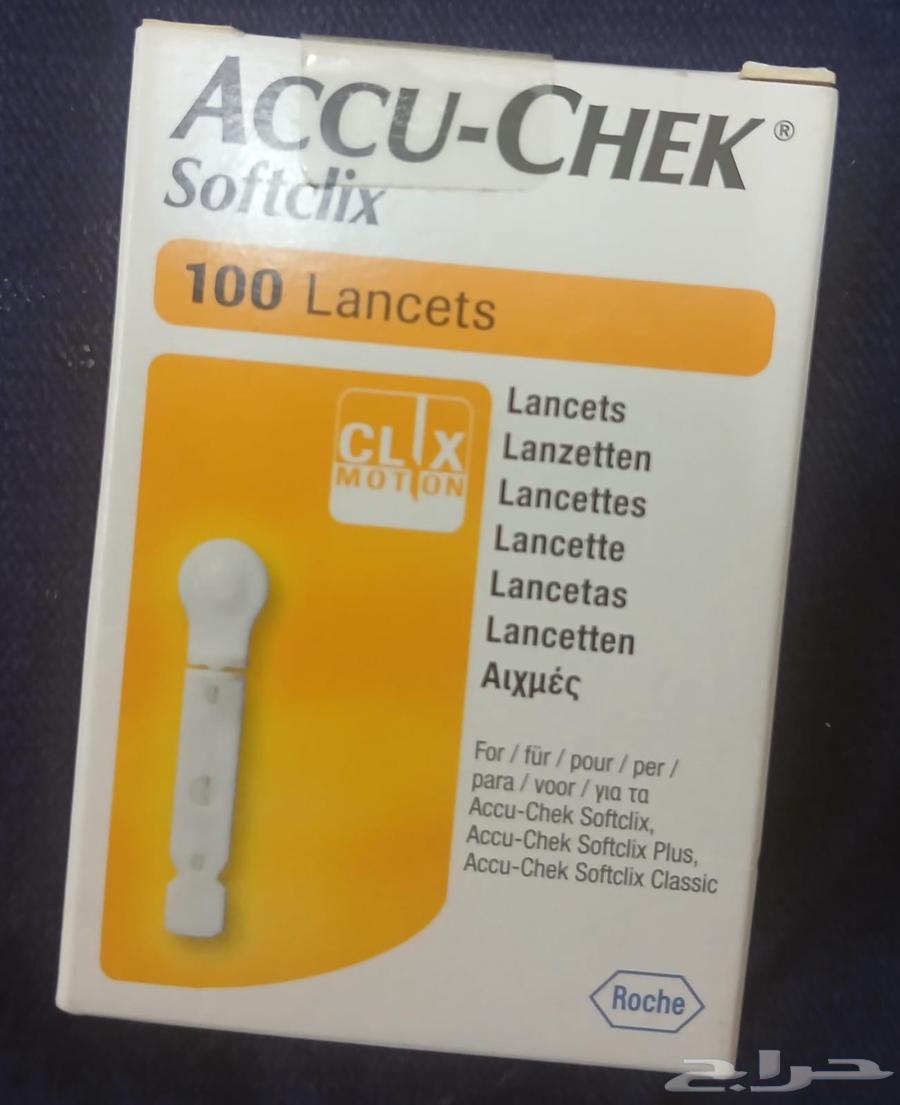 ACCU-CHEK®
Softclix
100 Lancets
CLIX
MOTION
Lancets
Lanzetten
Lancettes
Lancette
Lancetas
Lancetten
Αιχμές
For / für / pour / per /
para / voor / για τα
Accu-Chek Softclix,
Accu-Chek Softclix Plus,
Accu-Chek Softclix Classic
Roche
حراج